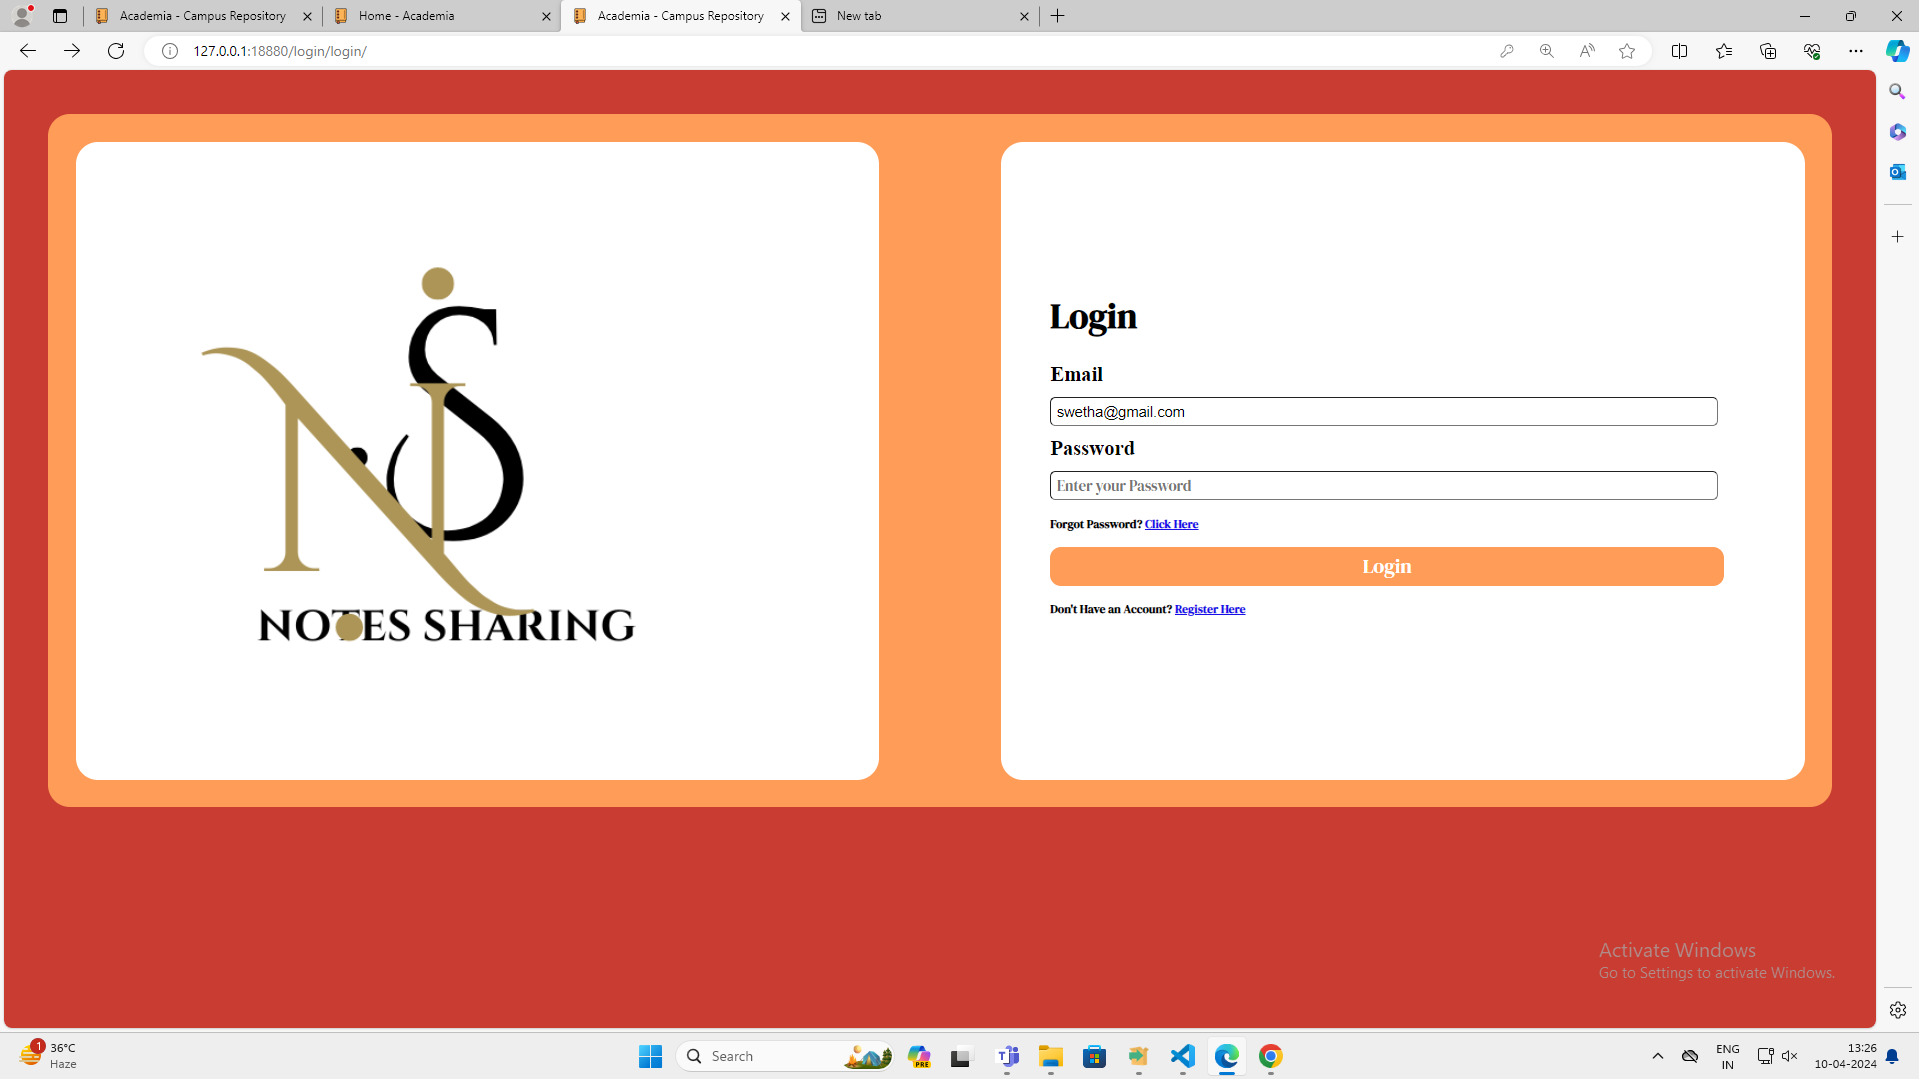 Academia - Campus Repository
Home - Academia
Academia - Campus Repository
New tab
127.0.0.1:18880/login/login/
NS
NOTES SHARING
Login
Email
swetha@gmail.com
Password
Enter your Password
Forgot Password? Click Here
Login
Don't Have an Account? Register Here
Activate Windows
Go to Settings to activate Windows.
1
36°C
Haze
Search
PRE
ENG
IN
13:26
10-04-2024